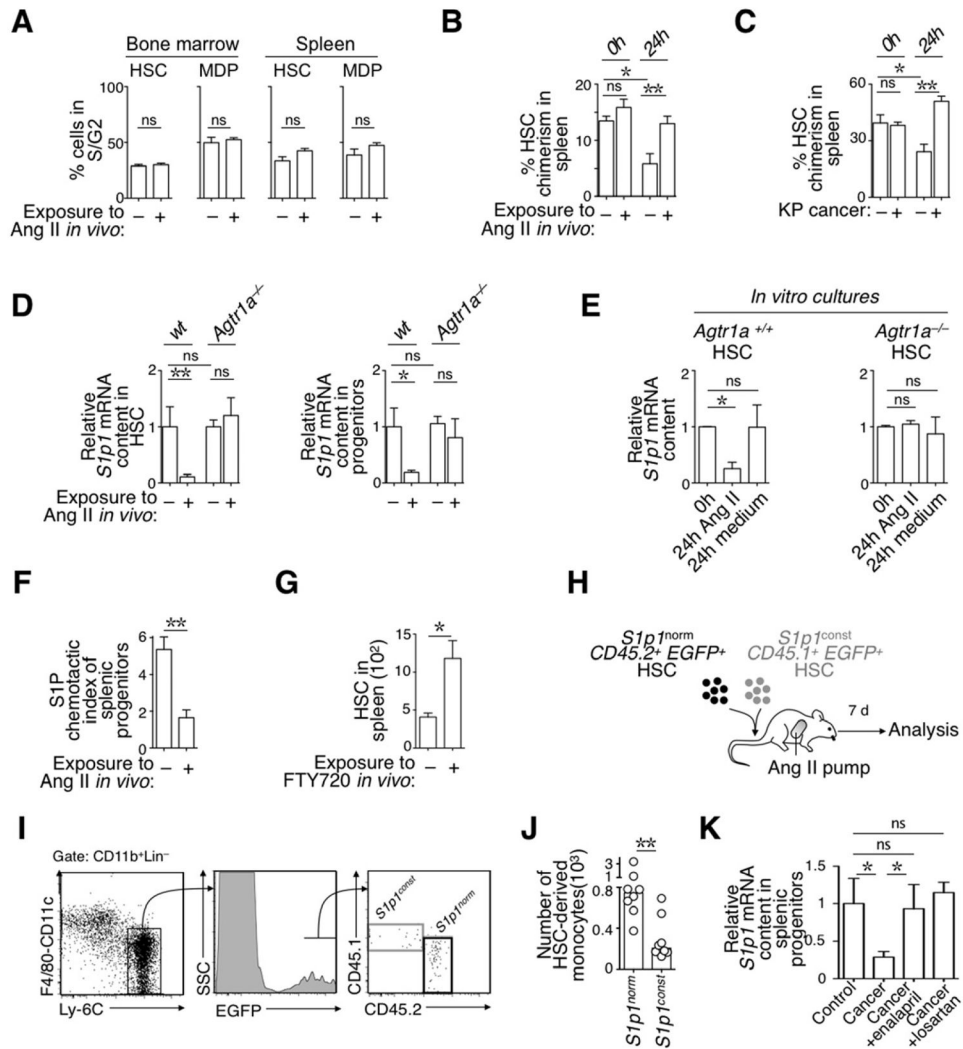 A
Bone marrow Spleen
HSC MDP HSC MDP
% cells in
S/G2
100
50
0
ns ns ns ns
Exposure to
Ang II in vivo:
– + – + – + – +
B
0h 24h
% HSC
chimerism in
spleen
20
10
0
*
ns **
Exposure to
Ang II in vivo:
– + – +
C
0h 24h
% HSC
chimerism in
spleen
60
30
0
*
ns **
KP cancer:
– + – +
D
wt Agtr1a–/–
Relative
S1p1 mRNA
content in
HSC
2
1
0
ns
** ns
Exposure to
Ang II in vivo:
– + – +
wt Agtr1a–/–
Relative
S1p1 mRNA
content in
progenitors
2
1
0
ns
* ns
– + – +
E
In vitro cultures
Agtr1a +/+
HSC
Agtr1a–/–
HSC
Relative
S1p1 mRNA
content
2
1
0
ns
*
0h
24h Ang II
24h medium
2
1
0
ns
ns
0h
24h Ang II
24h medium
F
S1P
chemotactic
index of
splenic
progenitors
6
4
2
0
**
Exposure to
Ang II in vivo:
– +
G
HSC in
spleen (10²)
15
10
5
0
*
Exposure to
FTY720 in vivo:
– +
H
S1p1norm
CD45.2+ EGFP+
HSC
S1p1const
CD45.1+ EGFP+
HSC
7 d
Analysis
Ang II pump
I
Gate: CD11b+Lin–
F4/80-CD11c
Ly-6C
SSC
EGFP
CD45.1
CD45.2
S1p1const
S1p1norm
J
Number of
HSC-derived
monocytes(10³)
3
1
0.8
0.4
0
**
S1p1norm
S1p1const
K
Relative
S1p1 mRNA
content in
splenic
progenitors
1.5
1
0.5
0
ns
ns
* *
Control
Cancer
Cancer
+enalapril
Cancer
+losartan